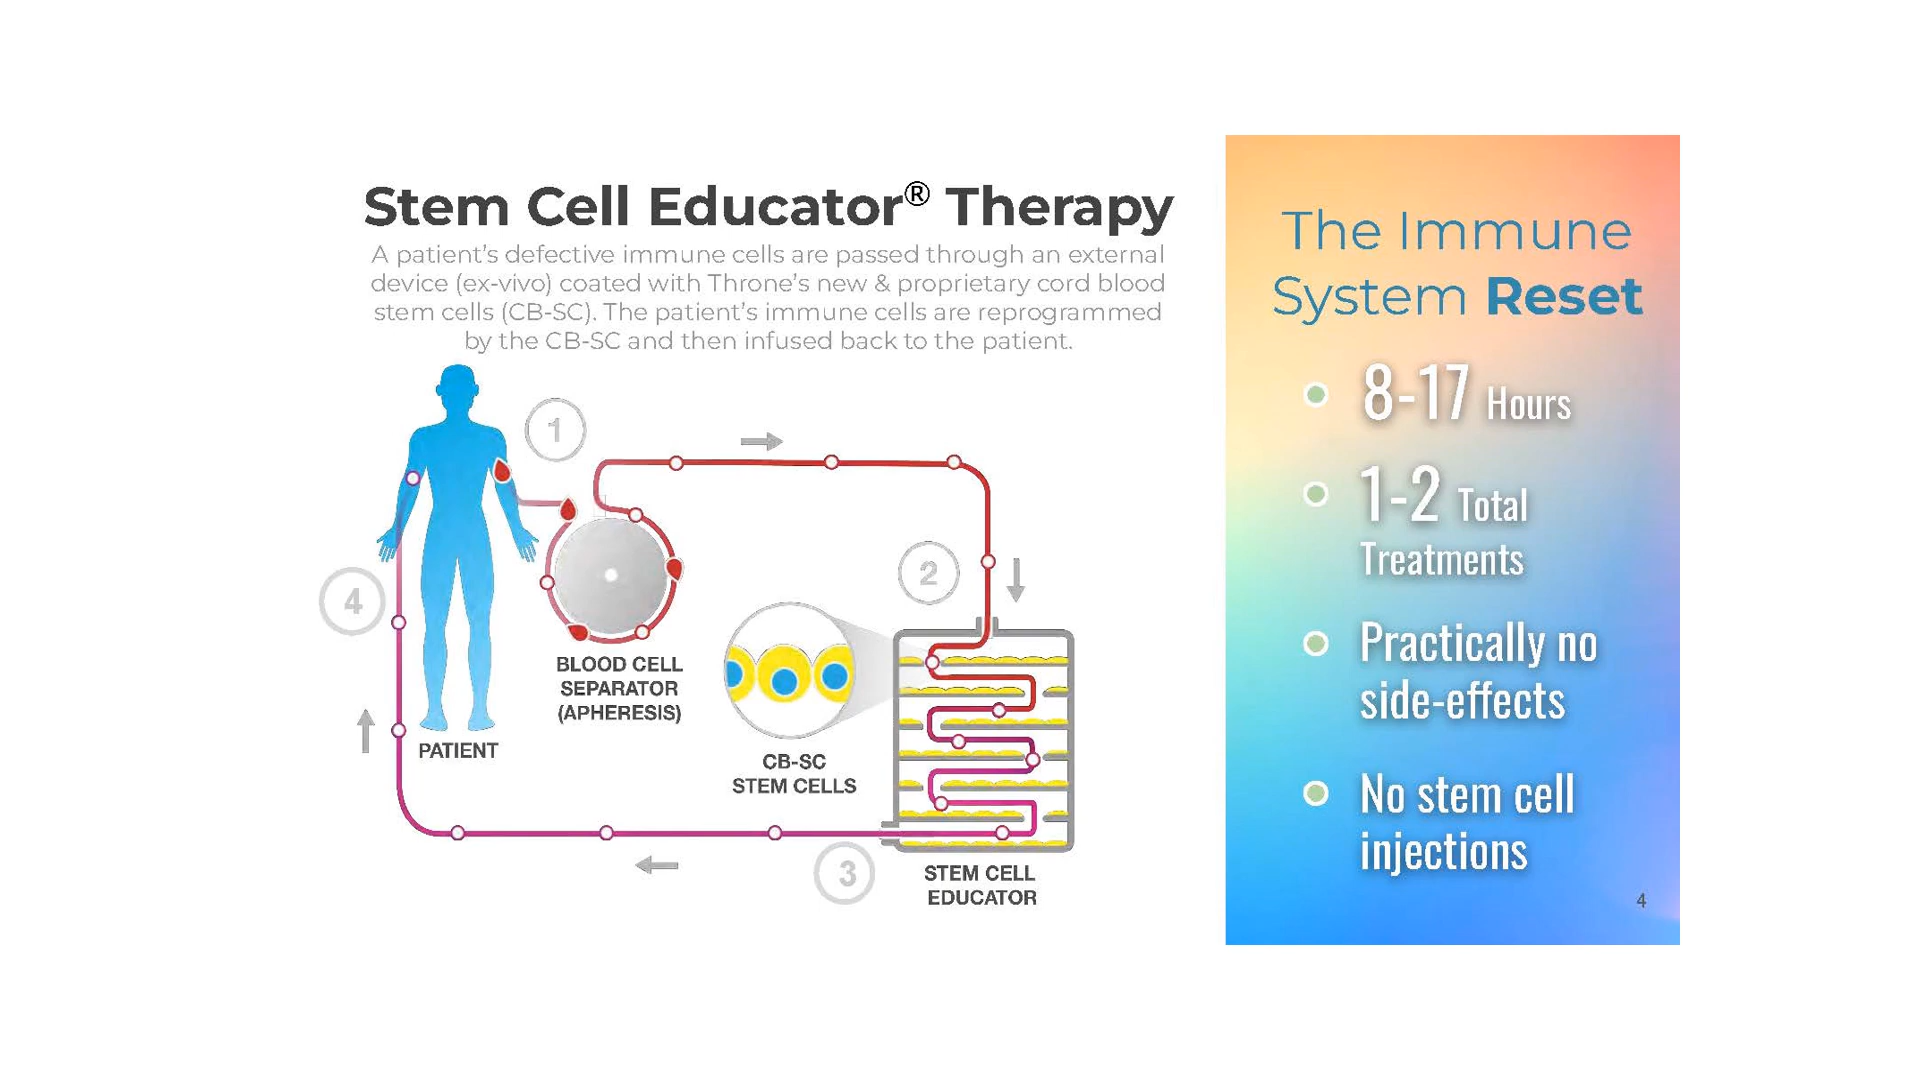 Stem Cell Educator® Therapy
A patient's defective immune cells are passed through an external
device (ex-vivo) coated with Throne's new & proprietary cord blood
stem cells (CB-SC). The patient's immune cells are reprogrammed
by the CB-SC and then infused back to the patient.
1
2
4
BLOOD CELL
SEPARATOR
(APHERESIS)
PATIENT
CB-SC
STEM CELLS
3
STEM CELL
EDUCATOR
The Immune
System Reset
8-17 Hours
1-2 Total
Treatments
Practically no
side-effects
No stem cell
injections
4